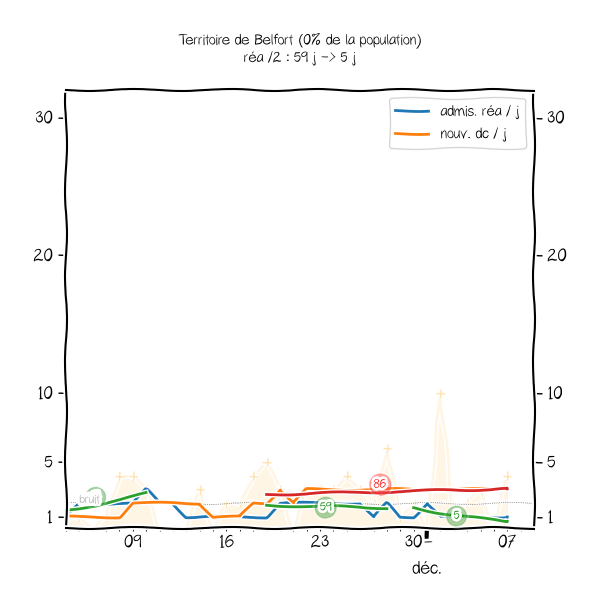 Territoire de Belfort (0% de la population)
réa /2 : 59 j -> 5 j
admis. réa / j
nouv. dc / j
30 30
20 20
10 10
5 5
1 1
bruit
59
86
5
09 16 23 30 07
déc.